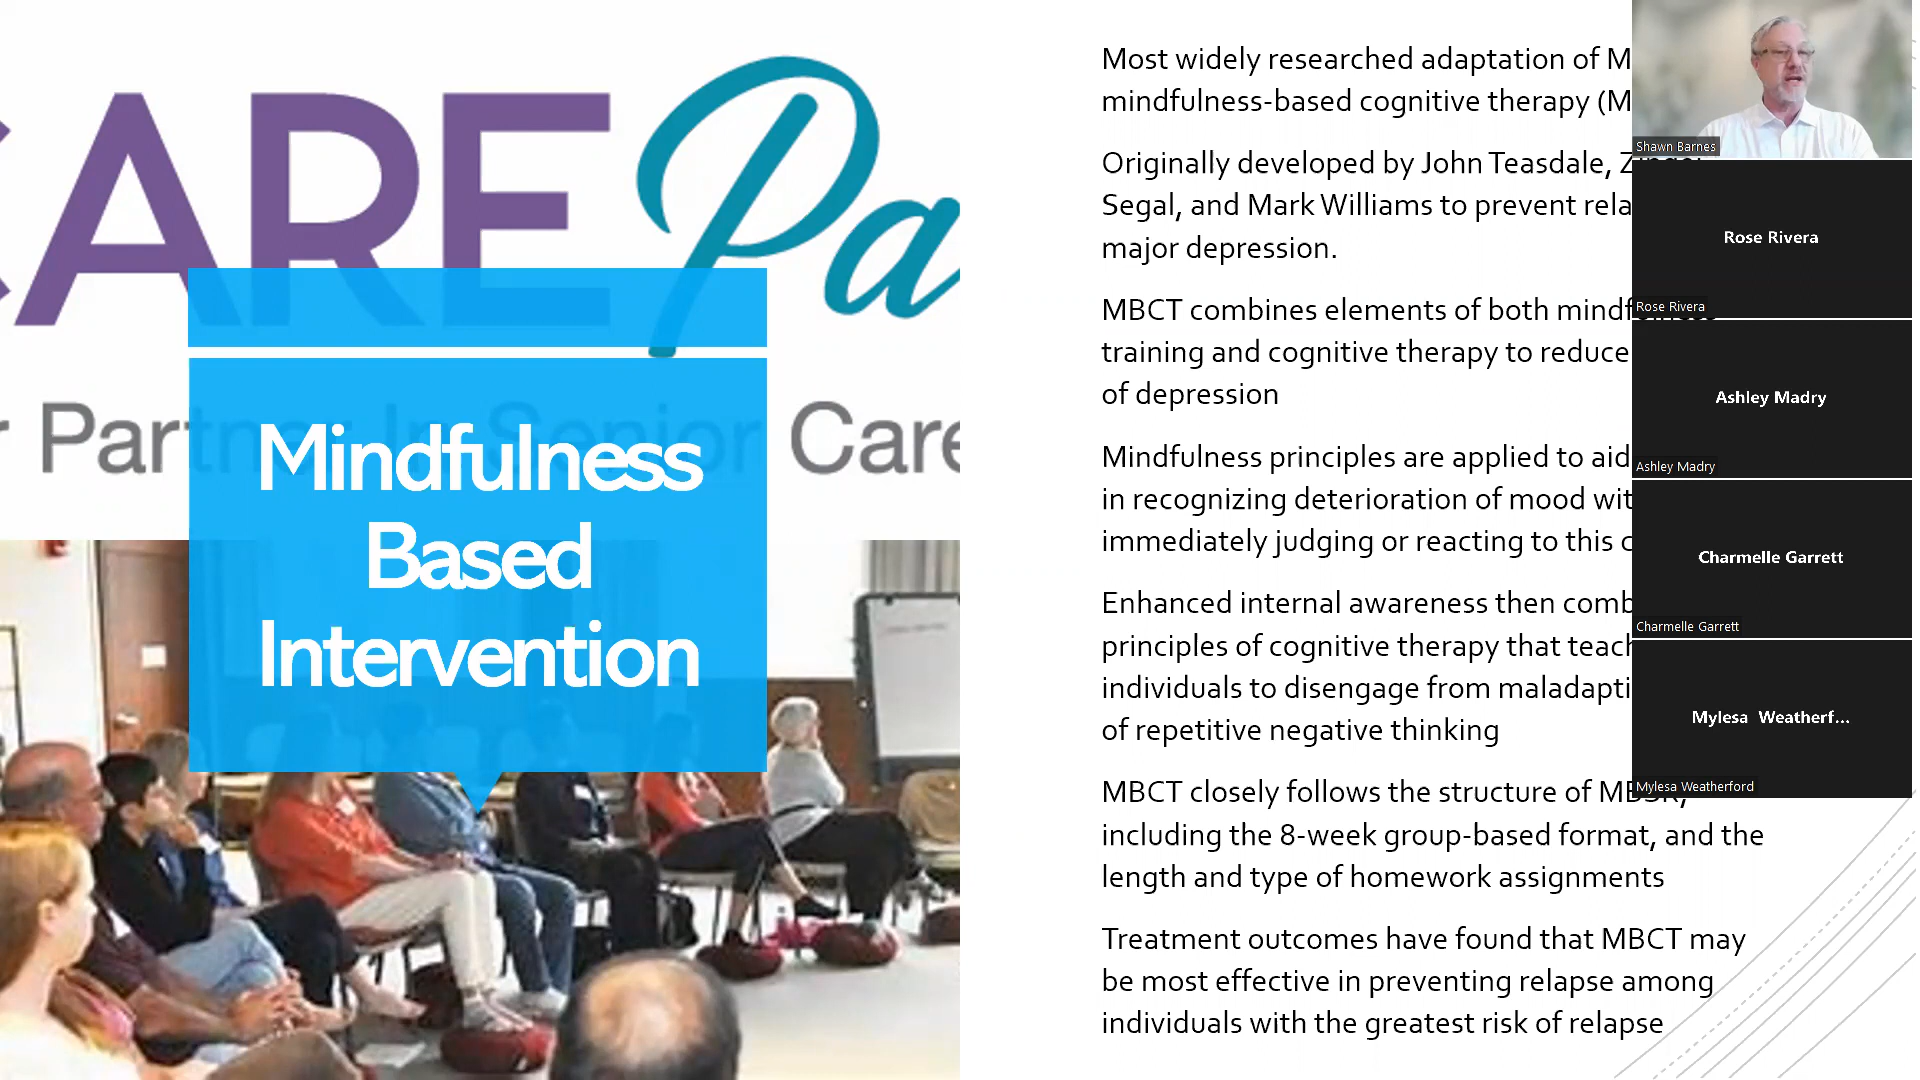 CARE Pa
r Partner In Senior Care
Mindfulness
Based
Intervention
Most widely researched adaptation of M
mindfulness-based cognitive therapy (M
Originally developed by John Teasdale, Zindel
Segal, and Mark Williams to prevent rela
major depression.
MBCT combines elements of both mindfulness
training and cognitive therapy to reduce
of depression
Mindfulness principles are applied to aid
in recognizing deterioration of mood wit
immediately judging or reacting to this c
Enhanced internal awareness then comb
principles of cognitive therapy that teach
individuals to disengage from maladapti
of repetitive negative thinking
MBCT closely follows the structure of MBSR,
including the 8-week group-based format, and the
length and type of homework assignments
Treatment outcomes have found that MBCT may
be most effective in preventing relapse among
individuals with the greatest risk of relapse
Shawn Barnes
Rose Rivera
Rose Rivera
Ashley Madry
Ashley Madry
Charmelle Garrett
Charmelle Garrett
Mylesa Weatherf...
Mylesa Weatherford